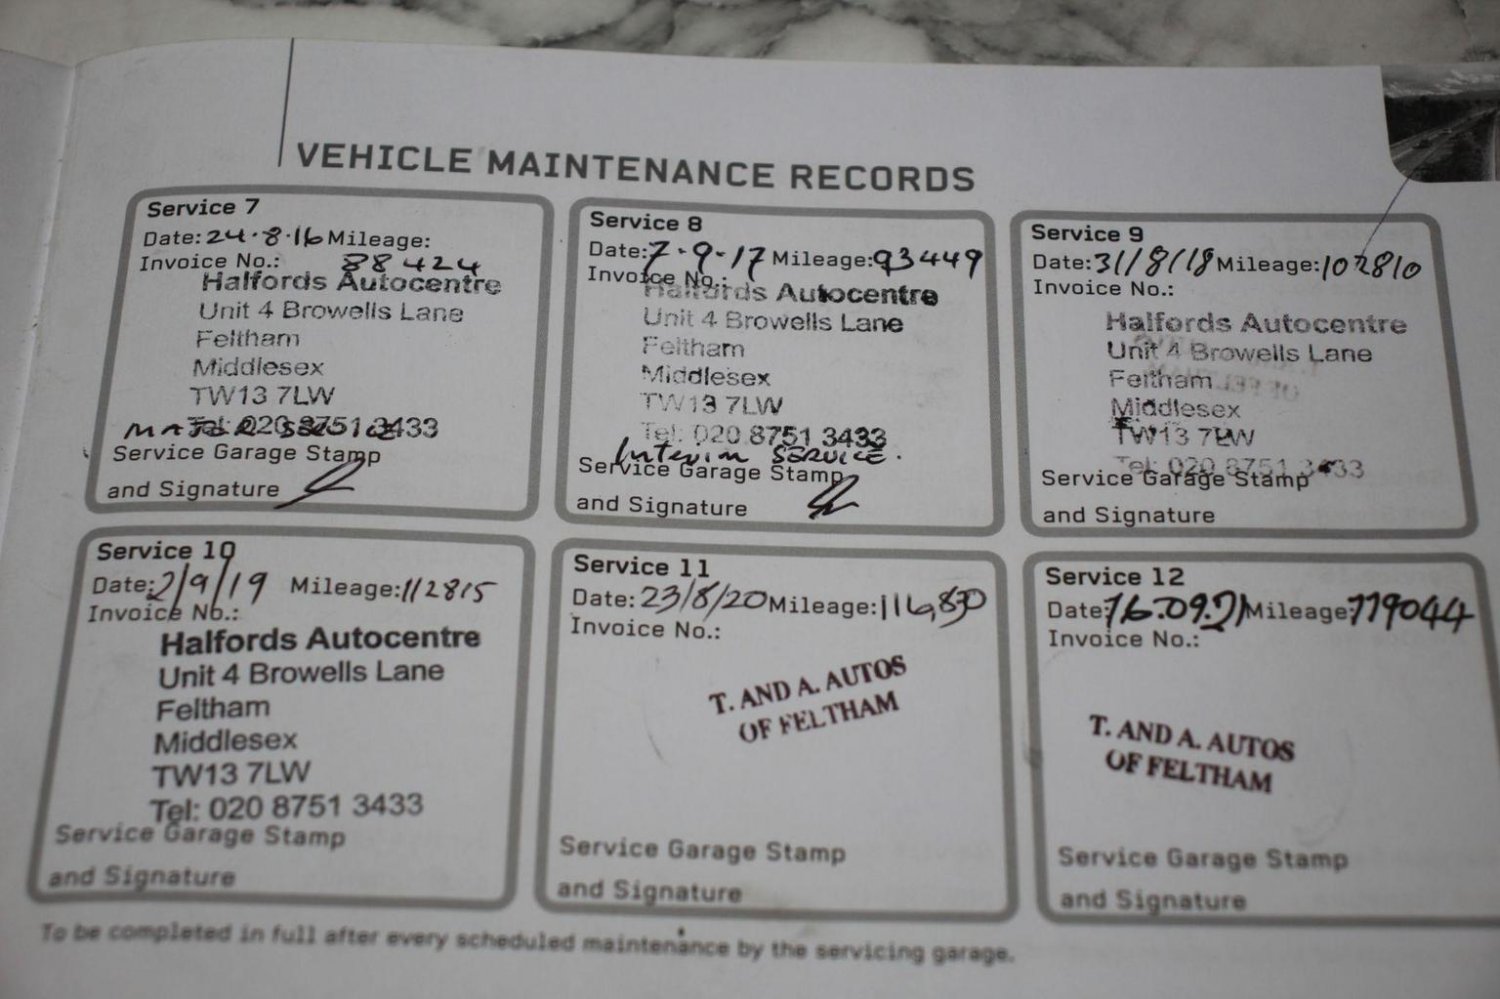 VEHICLE MAINTENANCE RECORDS
Service 7
Date: 24·8·16 Mileage:
Invoice No.: 88424
Halfords Autocentre
Unit 4 Browells Lane
Feltham
Middlesex
TW13 7LW
Tel: 020 8751 3433
MAJOR SERVICE
Service Garage Stamp
and Signature
Service 8
Date: 7-9-17 Mileage: 93449
Invoice No.:
Halfords Autocentre
Unit 4 Browells Lane
Feltham
Middlesex
TW13 7LW
Tel: 020 8751 3433
Interim SERVICE.
Service Garage Stamp
and Signature
Service 9
Date: 31/8/18 Mileage: 102810
Invoice No.:
Halfords Autocentre
Unit 4 Browells Lane
Feltham
Middlesex
TW13 7LW
Tel: 020 8751 3433
Service Garage Stamp
and Signature
Service 10
Date: 2/9/19 Mileage: 112815
Invoice No.:
Halfords Autocentre
Unit 4 Browells Lane
Feltham
Middlesex
TW13 7LW
Tel: 020 8751 3433
Service Garage Stamp
and Signature
Service 11
Date: 23/8/20 Mileage: 116,830
Invoice No.:
T. AND A. AUTOS
OF FELTHAM
Service Garage Stamp
and Signature
Service 12
Date: 16.09.21 Mileage: 119044
Invoice No.:
T. AND A. AUTOS
OF FELTHAM
Service Garage Stamp
and Signature
To be completed in full after every scheduled maintenance by the servicing garage.